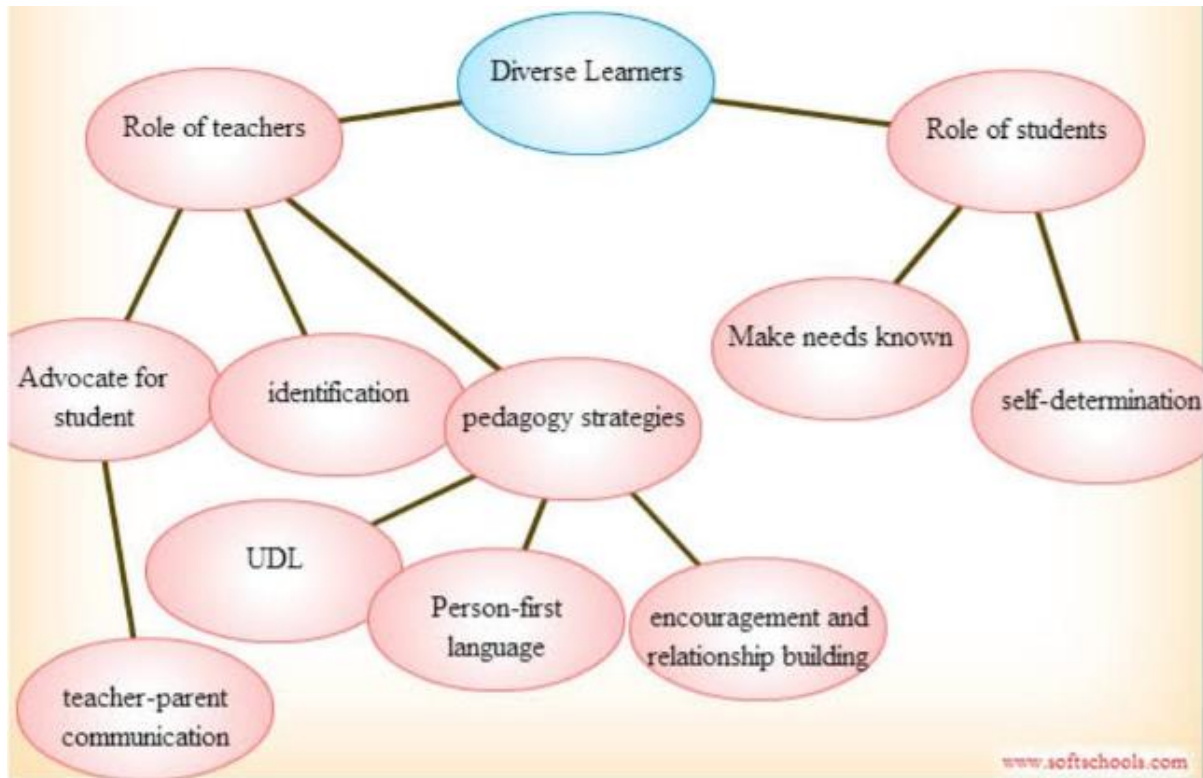 Diverse Learners
Role of teachers
Role of students
Make needs known
self-determination
Advocate for
student
identification
pedagogy strategies
UDL
Person-first
language
encouragement and
relationship building
teacher-parent
communication
www.softschools.com